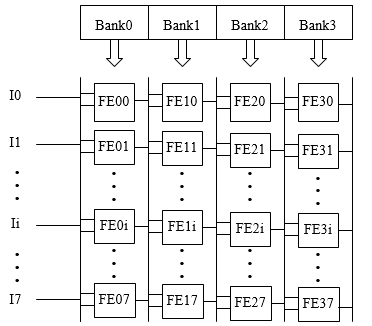 Bank0 Bank1 Bank2 Bank3
I0 FE00 FE10 FE20 FE30
I1 FE01 FE11 FE21 FE31
Ii FE0i FE1i FE2i FE3i
I7 FE07 FE17 FE27 FE37